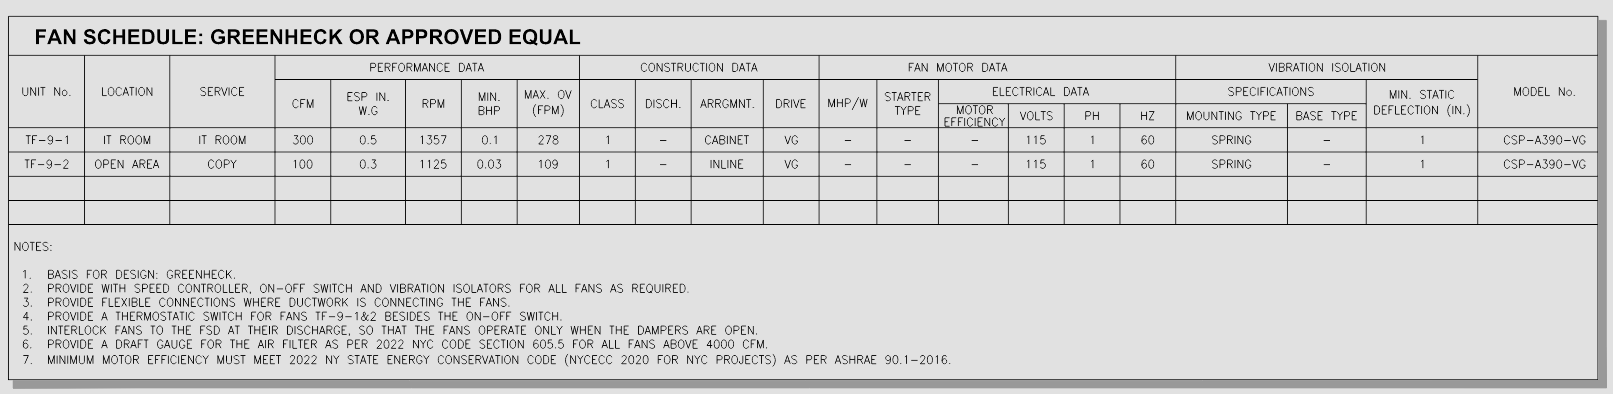 FAN SCHEDULE: GREENHECK OR APPROVED EQUAL
UNIT No. LOCATION SERVICE PERFORMANCE DATA CONSTRUCTION DATA FAN MOTOR DATA VIBRATION ISOLATION MODEL No.
CFM ESP IN. W.G RPM MIN. BHP MAX. OV (FPM) CLASS DISCH. ARRGMNT. DRIVE MHP/W STARTER TYPE ELECTRICAL DATA SPECIFICATIONS MIN. STATIC DEFLECTION (IN.)
MOTOR EFFICIENCY VOLTS PH HZ MOUNTING TYPE BASE TYPE
TF-9-1 IT ROOM IT ROOM 300 0.5 1357 0.1 278 1 – CABINET VG – – – 115 1 60 SPRING – 1 CSP-A390-VG
TF-9-2 OPEN AREA COPY 100 0.3 1125 0.03 109 1 – INLINE VG – – – 115 1 60 SPRING – 1 CSP-A390-VG
NOTES:
1. BASIS FOR DESIGN: GREENHECK.
2. PROVIDE WITH SPEED CONTROLLER, ON-OFF SWITCH AND VIBRATION ISOLATORS FOR ALL FANS AS REQUIRED.
3. PROVIDE FLEXIBLE CONNECTIONS WHERE DUCTWORK IS CONNECTING THE FANS.
4. PROVIDE A THERMOSTATIC SWITCH FOR FANS TF-9-1&2 BESIDES THE ON-OFF SWITCH.
5. INTERLOCK FANS TO THE FSD AT THEIR DISCHARGE, SO THAT THE FANS OPERATE ONLY WHEN THE DAMPERS ARE OPEN.
6. PROVIDE A DRAFT GAUGE FOR THE AIR FILTER AS PER 2022 NYC CODE SECTION 605.5 FOR ALL FANS ABOVE 4000 CFM.
7. MINIMUM MOTOR EFFICIENCY MUST MEET 2022 NY STATE ENERGY CONSERVATION CODE (NYCECC 2020 FOR NYC PROJECTS) AS PER ASHRAE 90.1-2016.